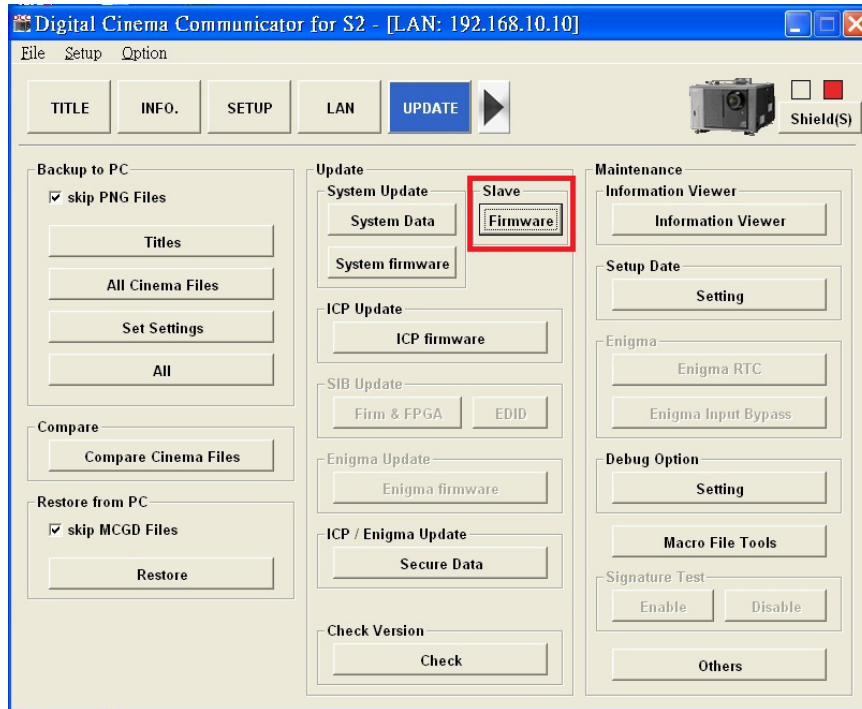 Digital Cinema Communicator for S2 - [LAN: 192.168.10.10]
File Setup Option
TITLE INFO. SETUP LAN UPDATE
Shield(S)
Backup to PC
skip PNG Files
Titles
All Cinema Files
Set Settings
All
Compare
Compare Cinema Files
Restore from PC
skip MCGD Files
Restore
Update
System Update
System Data
System firmware
Slave
Firmware
ICP Update
ICP firmware
SIB Update
Firm & FPGA EDID
Enigma Update
Enigma firmware
ICP / Enigma Update
Secure Data
Check Version
Check
Maintenance
Information Viewer
Information Viewer
Setup Date
Setting
Enigma
Enigma RTC
Enigma Input Bypass
Debug Option
Setting
Macro File Tools
Signature Test
Enable Disable
Others